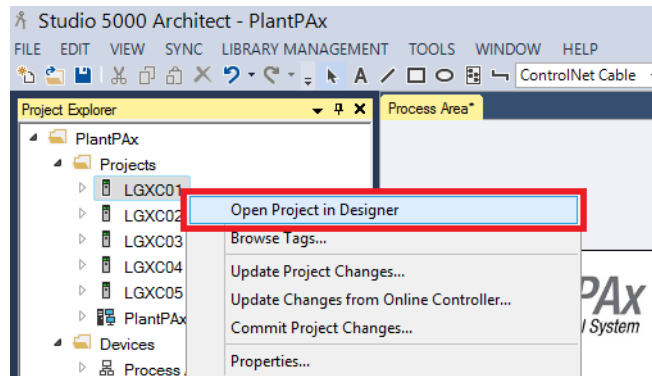 Studio 5000 Architect - PlantPAx
FILE EDIT VIEW SYNC LIBRARY MANAGEMENT TOOLS WINDOW HELP
A ControlNet Cable
Project Explorer
Process Area*
PlantPAx
Projects
LGXC01
Open Project in Designer
LGXC02
Browse Tags...
LGXC03
LGXC04
Update Project Changes...
LGXC05
Update Changes from Online Controller...
PAx
PlantPAx
Commit Project Changes...
System
Devices
Process
Properties...